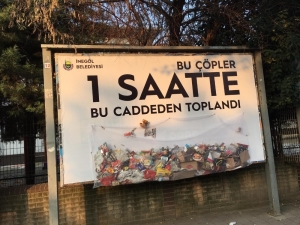 İNEGÖL
BELEDİYESİ
BU ÇÖPLER
1 SAATTE
BU CADDEDEN TOPLANDI